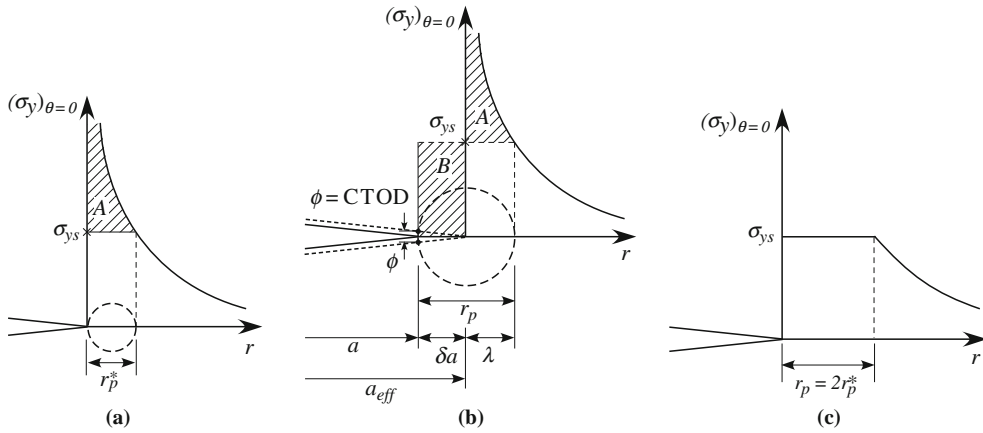 (σy)θ=0
σys
A
r
r*p
(a)
(σy)θ=0
σys
A
B
ϕ = CTOD
ϕ
r
rp
a
δa
λ
aeff
(b)
(σy)θ=0
σys
r
rp = 2r*p
(c)